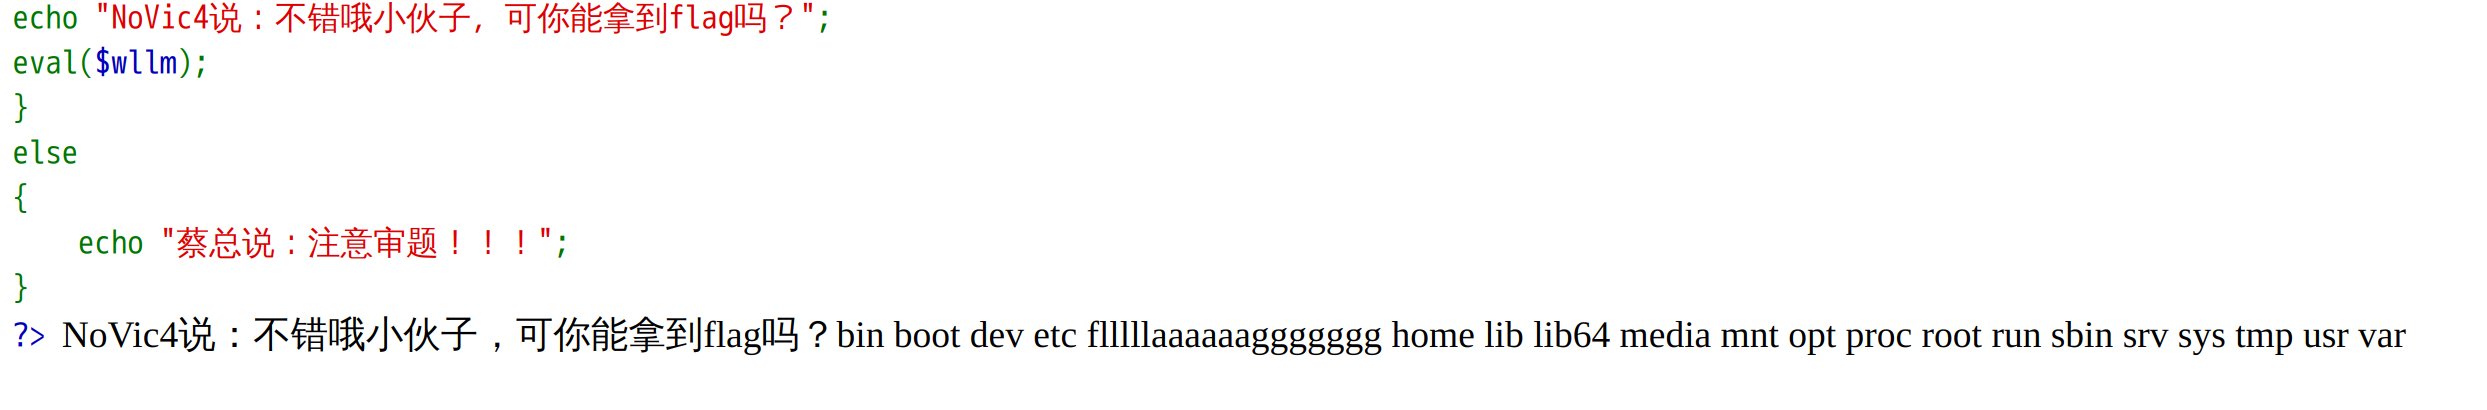 echo "NoVic4说：不错哦小伙子，可你能拿到flag吗？";
eval($wllm);
}
else
{
    echo "蔡总说：注意审题！！！";
}
?> NoVic4说：不错哦小伙子，可你能拿到flag吗？bin boot dev etc flllllaaaaaaggggggg home lib lib64 media mnt opt proc root run sbin srv sys tmp usr var